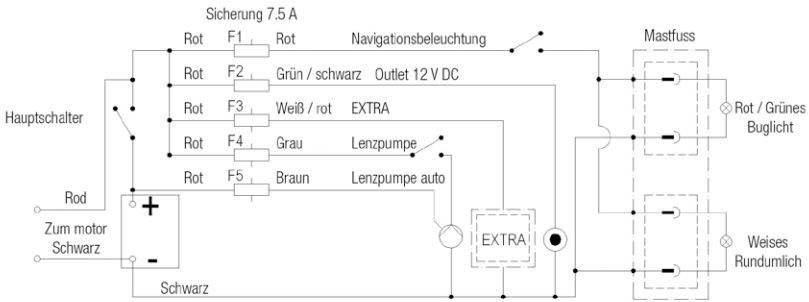 Sicherung 7.5 A
Rot F1 Rot Navigationsbeleuchtung
Mastfuss
Rot F2 Grün / schwarz Outlet 12 V DC
Rot F3 Weiß / rot EXTRA
Hauptschalter
Rot / Grünes
Buglicht
Rot F4 Grau Lenzpumpe
Rot F5 Braun Lenzpumpe auto
Rod
+
Zum motor
Schwarz
-
EXTRA
Weises
Rundumlich
Schwarz